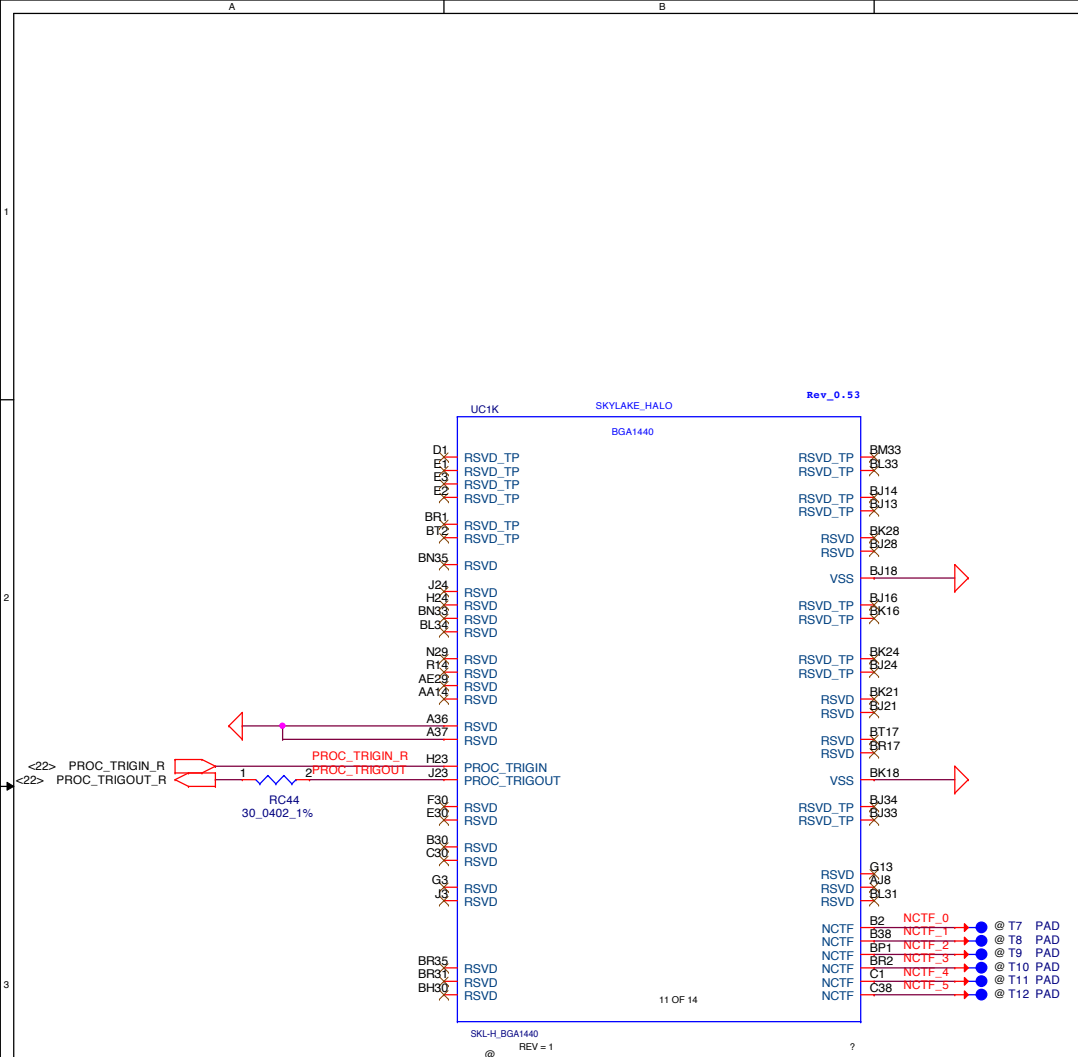 A B
1
Rev_0.53
UC1K SKYLAKE_HALO
BGA1440
D1 RSVD_TP RSVD_TP BM33
E1 RSVD_TP RSVD_TP BL33
E3 RSVD_TP
E2 RSVD_TP RSVD_TP BJ14
RSVD_TP BJ13
BR1 RSVD_TP
BT2 RSVD_TP RSVD BK28
RSVD BJ28
BN35 RSVD
VSS BJ18
J24 RSVD
2
H24 RSVD RSVD_TP BJ16
BN33 RSVD RSVD_TP BK16
BL34 RSVD
N29 RSVD RSVD_TP BK24
R14 RSVD RSVD_TP BJ24
AE29 RSVD
AA14 RSVD RSVD BK21
RSVD BJ21
A36 RSVD
A37 RSVD RSVD BT17
RSVD BR17
<22> PROC_TRIGIN_R PROC_TRIGIN_R H23 PROC_TRIGIN
<22> PROC_TRIGOUT_R 1 2 PROC_TRIGOUT J23 PROC_TRIGOUT VSS BK18
RC44
30_0402_1%
F30 RSVD RSVD_TP BJ34
E30 RSVD RSVD_TP BJ33
B30 RSVD
C30 RSVD
RSVD G13
G3 RSVD RSVD AJ8
J3 RSVD RSVD BL31
NCTF B2 NCTF_0 @ T7 PAD
NCTF B38 NCTF_1 @ T8 PAD
NCTF BP1 NCTF_2 @ T9 PAD
BR35 RSVD NCTF BR2 NCTF_3 @ T10 PAD
BR31 RSVD NCTF C1 NCTF_4 @ T11 PAD
BH30 RSVD NCTF C38 NCTF_5 @ T12 PAD
3
11 OF 14
SKL-H_BGA1440
REV = 1 ?
@